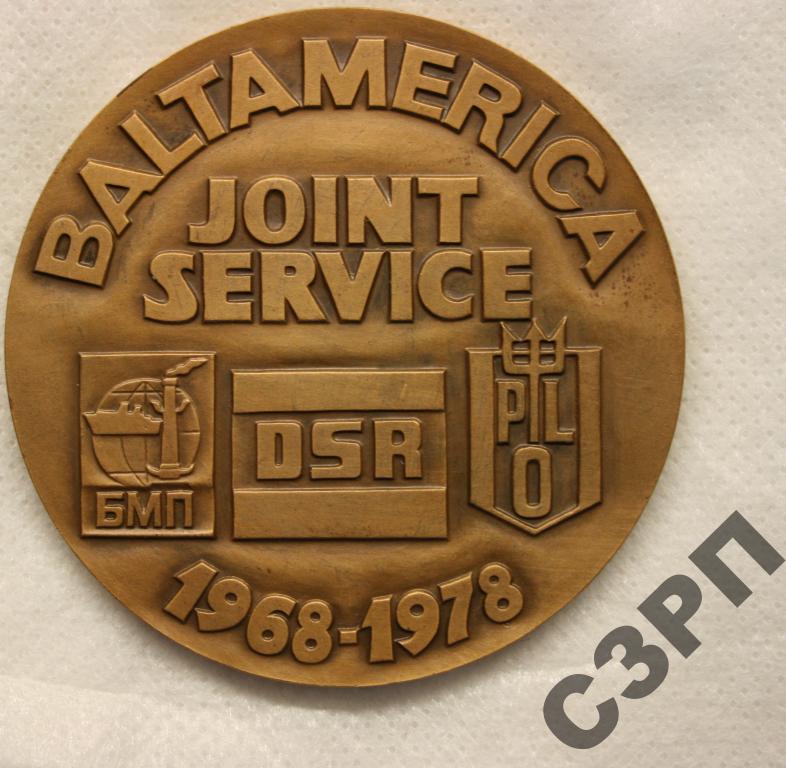 BALTAMERICA
JOINT
SERVICE
БМП
DSR
PL
O
1968-1978
СЗРП